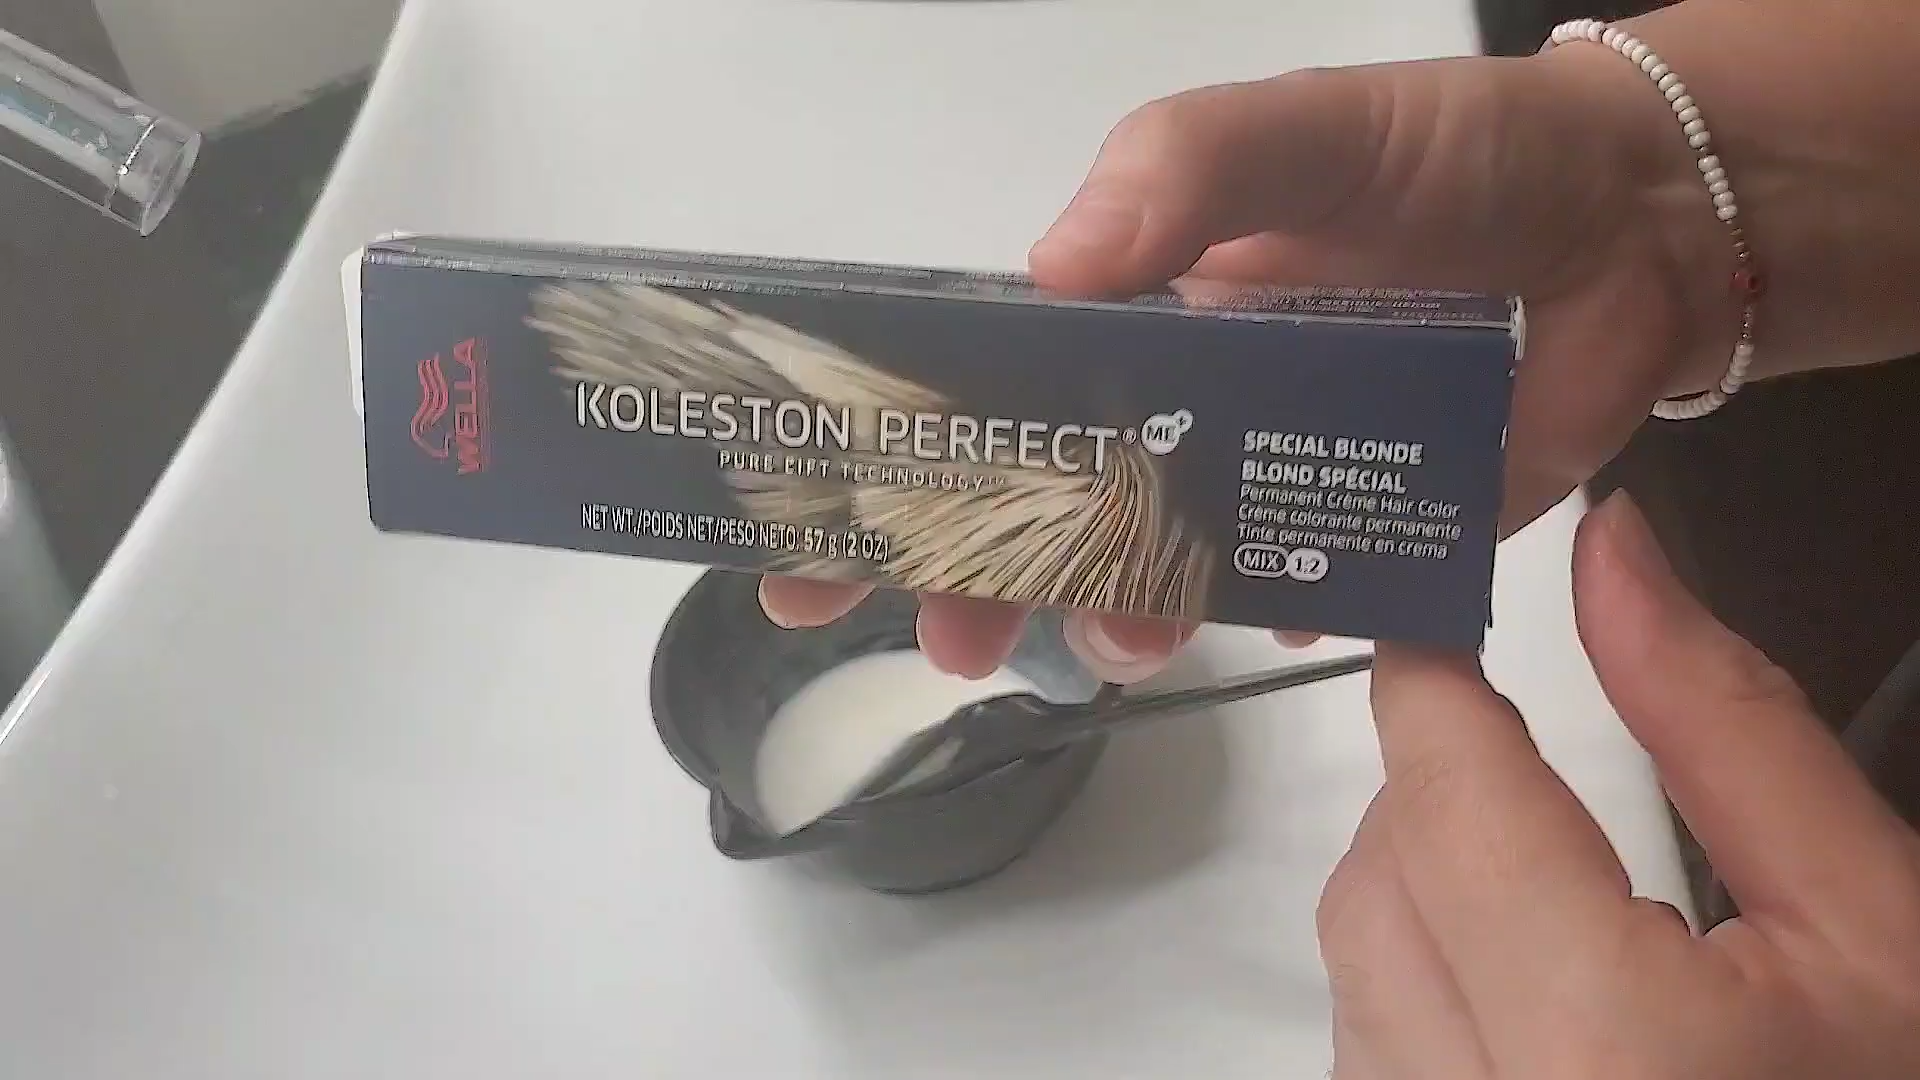 WELLA
KOLESTON PERFECT® ME+
PURE LIFT TECHNOLOGY™
NET WT./POIDS NET/PESO NETO: 57 g (2 OZ)
SPECIAL BLONDE
BLOND SPÉCIAL
Permanent Crème Hair Color
Crème colorante permanente
Tinte permanente en crema
MIX 1:2